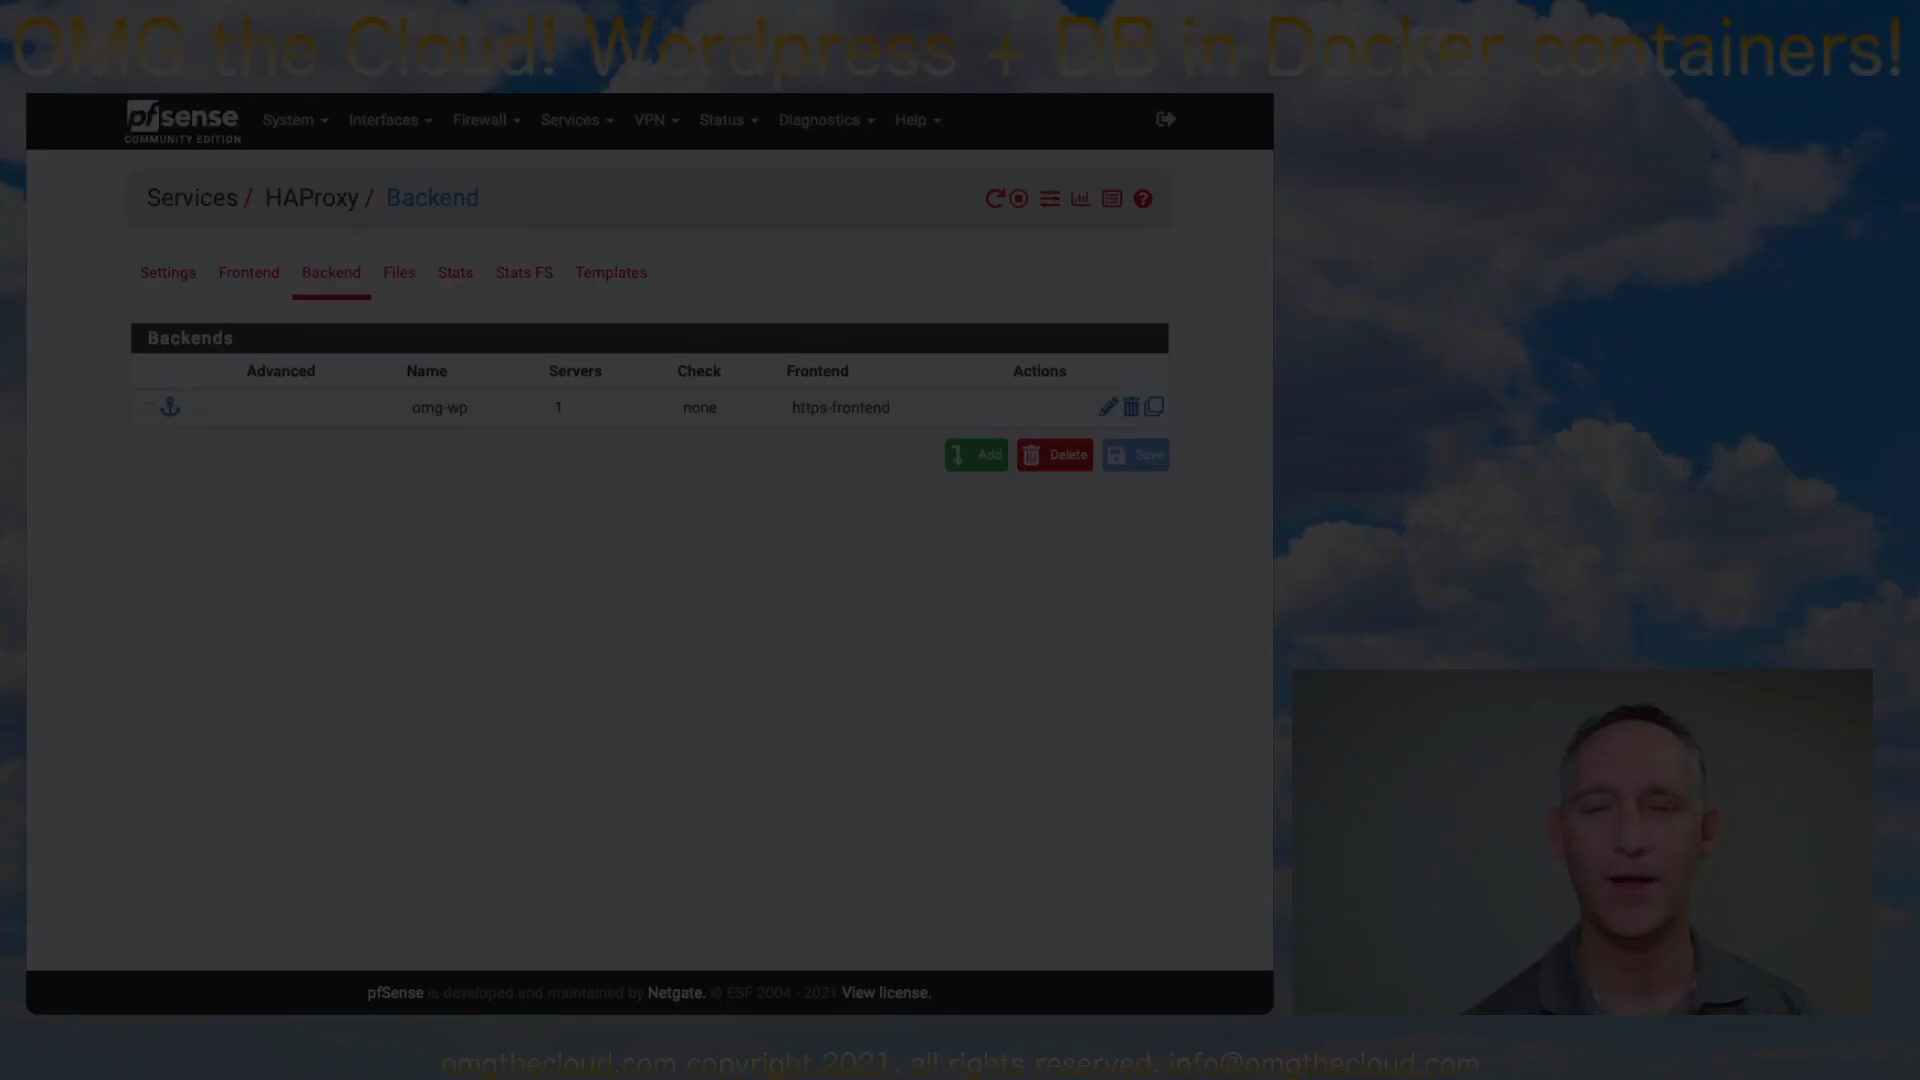 OMG the Cloud! Wordpress + DB in Docker containers!
pfsense System Interfaces Firewall Services VPN Status Diagnostics Help
COMMUNITY EDITION
Services / HAProxy / Backend
Settings Frontend Backend Files Stats Stats FS Templates
Backends
Advanced Name Servers Check Frontend Actions
omg-wp 1 none https-frontend
Add Delete Save
pfSense is developed and maintained by Netgate. © ESF 2004 - 2021 View license.
omgthecloud.com copyright 2021, all rights reserved. info@omgthecloud.com